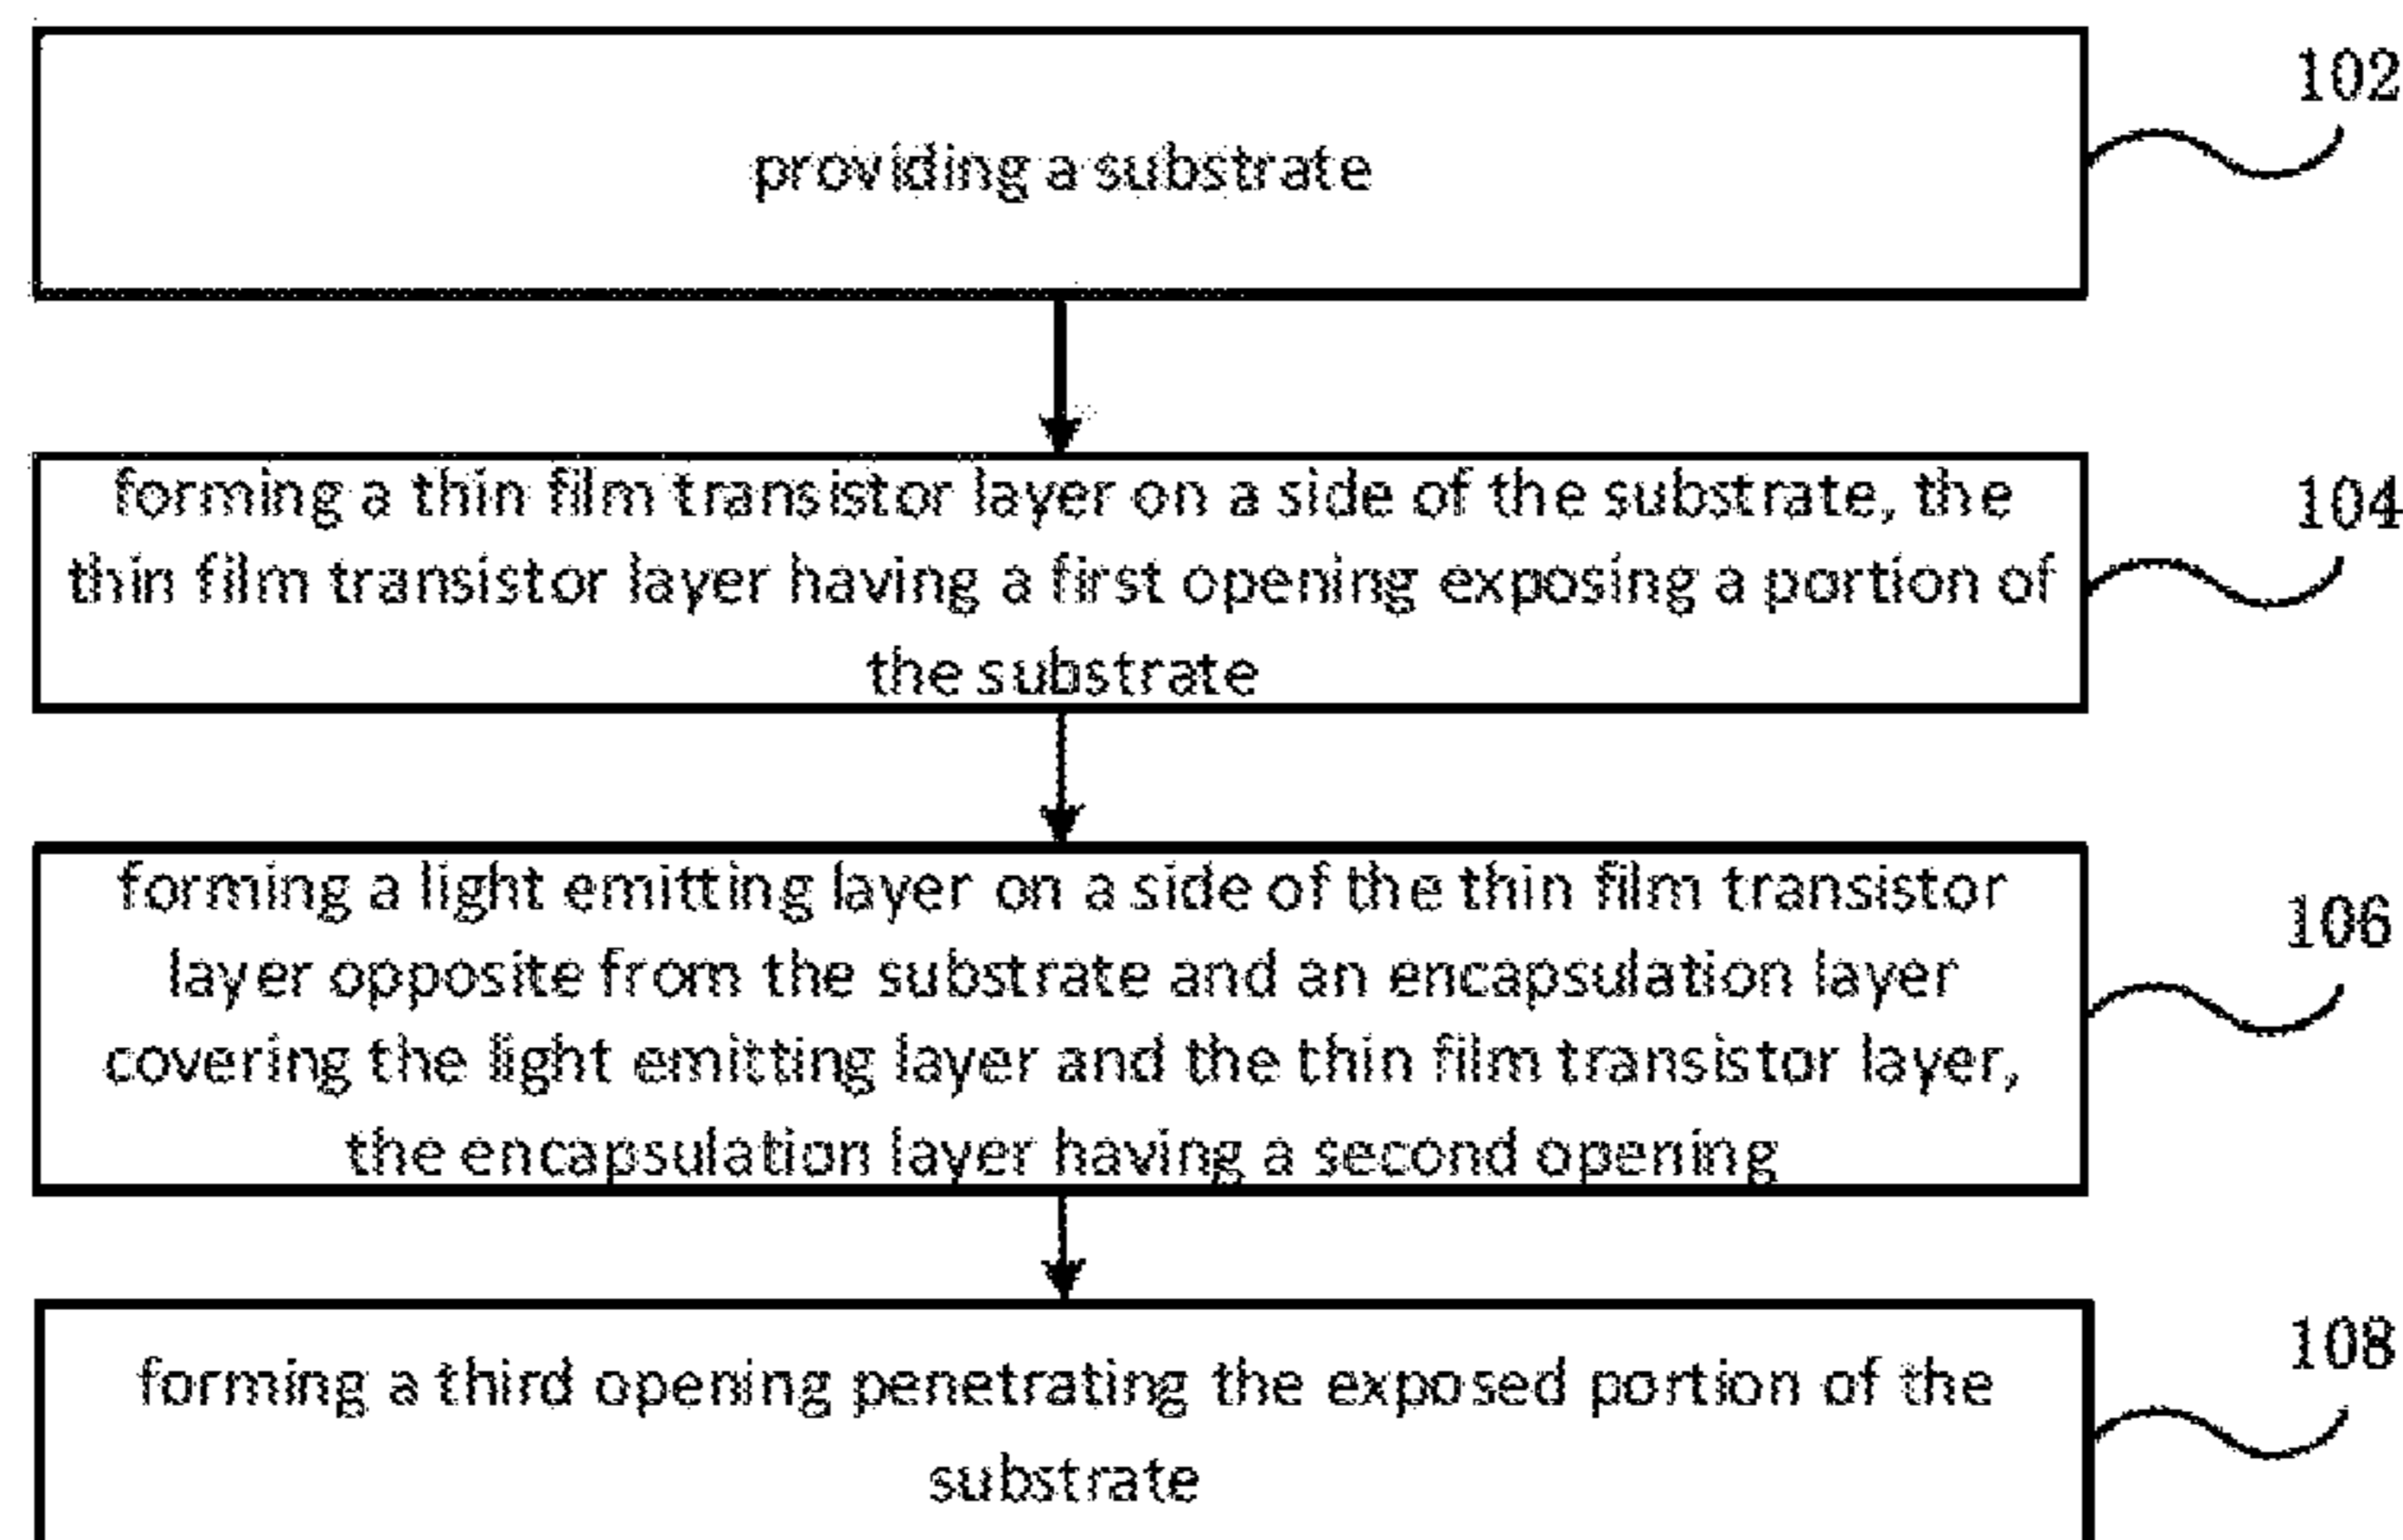 providing a substrate
102
forming a thin film transistor layer on a side of the substrate, the
thin film transistor layer having a first opening exposing a portion of
the substrate
104
forming a light emitting layer on a side of the thin film transistor
layer opposite from the substrate and an encapsulation layer
covering the light emitting layer and the thin film transistor layer,
the encapsulation layer having a second opening
106
forming a third opening penetrating the exposed portion of the
substrate
108